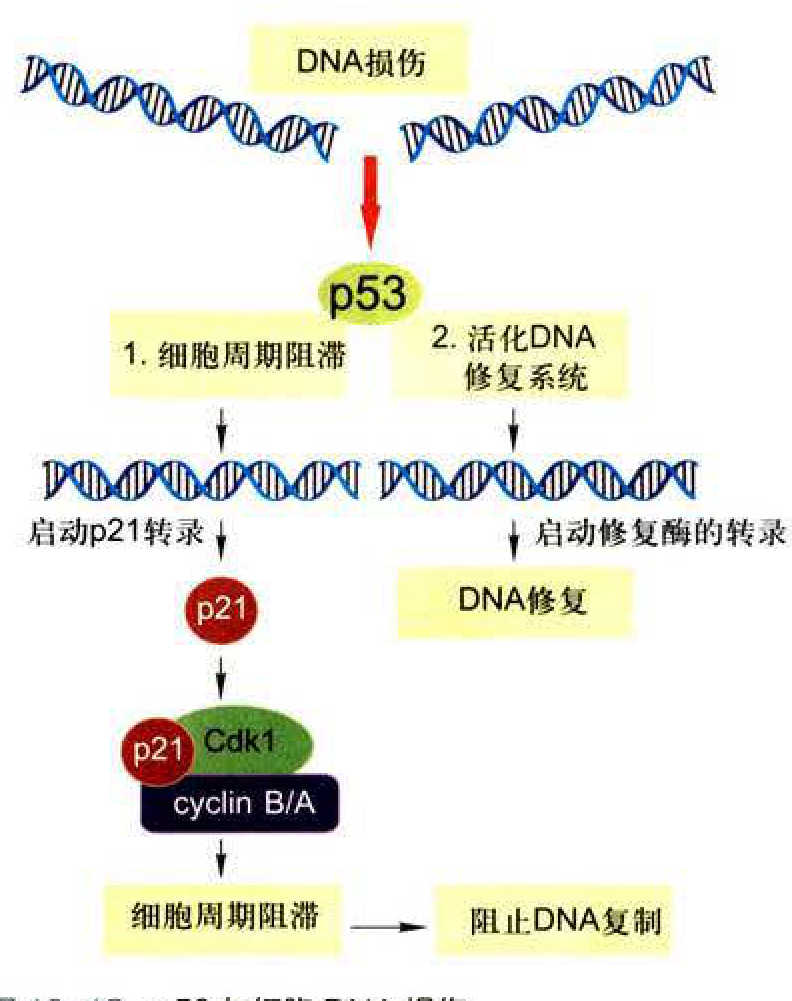 DNA损伤
p53
1. 细胞周期阻滞
2. 活化DNA
修复系统
启动p21转录
启动修复酶的转录
p21
DNA修复
p21
Cdk1
cyclin B/A
细胞周期阻滞
阻止DNA复制